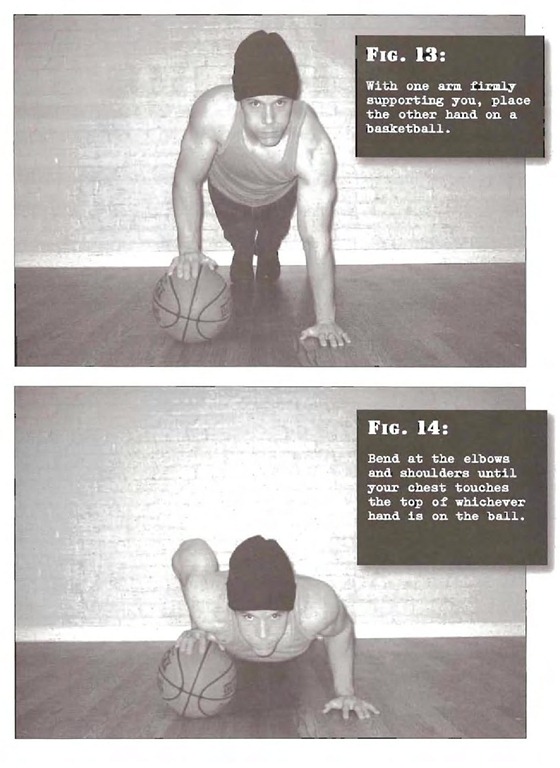 Fig. 13:
With one arm firmly
supporting you, place
the other hand on a
basketball.
Fig. 14:
Bend at the elbows
and shoulders until
your chest touches
the top of whichever
hand is on the ball.